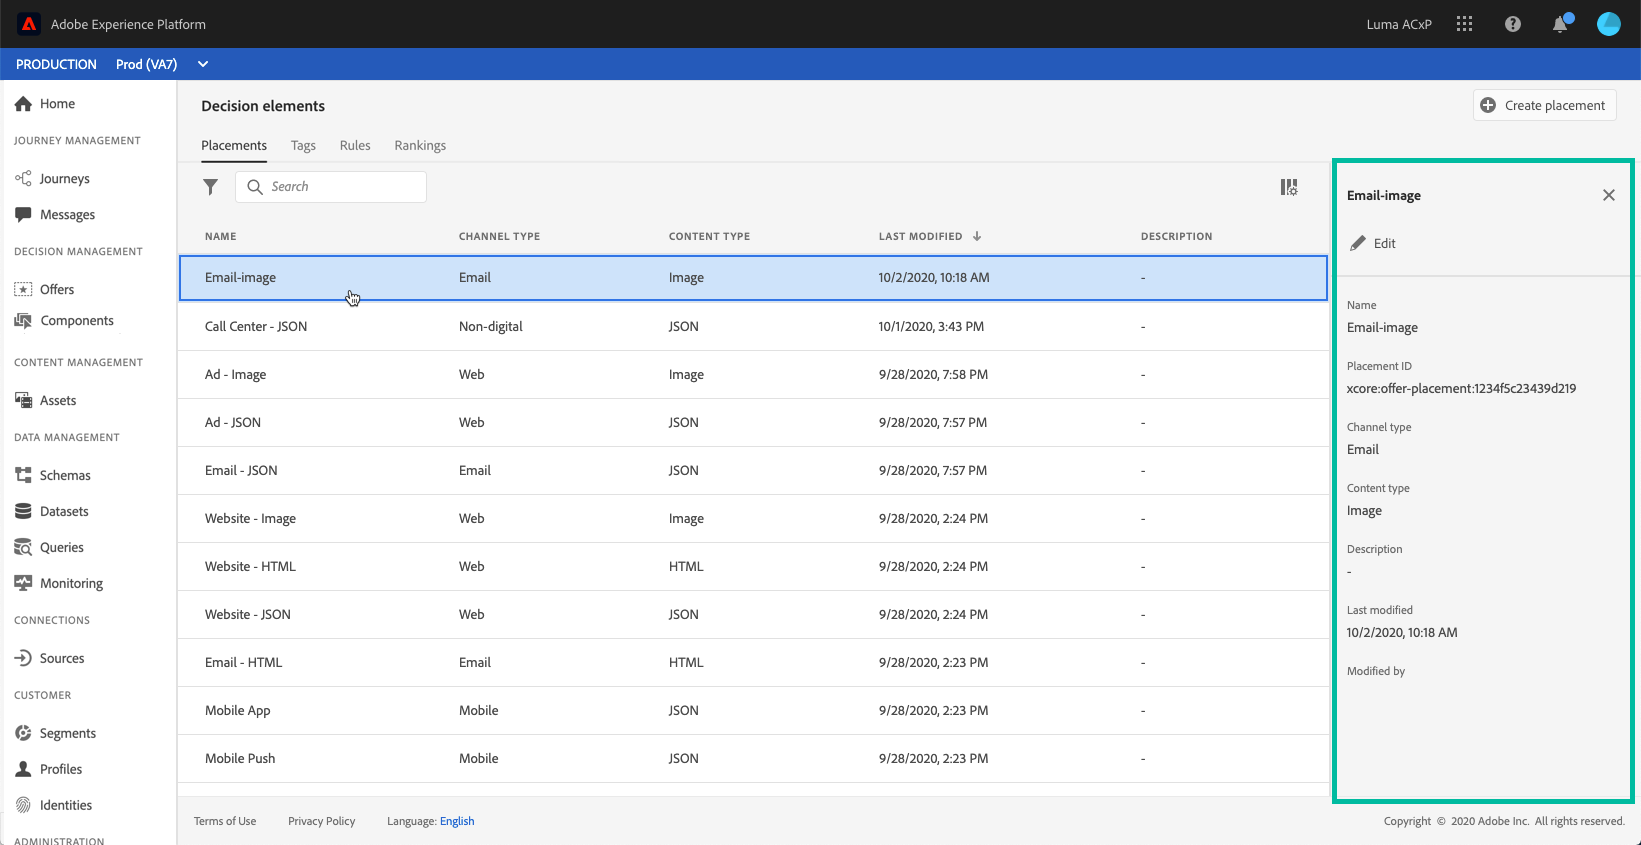 Adobe Experience Platform
Luma ACxP
PRODUCTION Prod (VA7)
Home
JOURNEY MANAGEMENT
Journeys
Messages
DECISION MANAGEMENT
Offers
Components
CONTENT MANAGEMENT
Assets
DATA MANAGEMENT
Schemas
Datasets
Queries
Monitoring
CONNECTIONS
Sources
CUSTOMER
Segments
Profiles
Identities
ADMINISTRATION
Decision elements
Create placement
Placements Tags Rules Rankings
Search
NAME CHANNEL TYPE CONTENT TYPE LAST MODIFIED DESCRIPTION
Email-image Email Image 10/2/2020, 10:18 AM -
Call Center - JSON Non-digital JSON 10/1/2020, 3:43 PM -
Ad - Image Web Image 9/28/2020, 7:58 PM -
Ad - JSON Web JSON 9/28/2020, 7:57 PM -
Email - JSON Email JSON 9/28/2020, 7:57 PM -
Website - Image Web Image 9/28/2020, 2:24 PM -
Website - HTML Web HTML 9/28/2020, 2:24 PM -
Website - JSON Web JSON 9/28/2020, 2:24 PM -
Email - HTML Email HTML 9/28/2020, 2:23 PM -
Mobile App Mobile JSON 9/28/2020, 2:23 PM -
Mobile Push Mobile JSON 9/28/2020, 2:23 PM -
Email-image
Edit
Name
Email-image
Placement ID
xcore:offer-placement:1234f5c23439d219
Channel type
Email
Content type
Image
Description
-
Last modified
10/2/2020, 10:18 AM
Modified by
Terms of Use Privacy Policy Language: English
Copyright © 2020 Adobe Inc. All rights reserved.